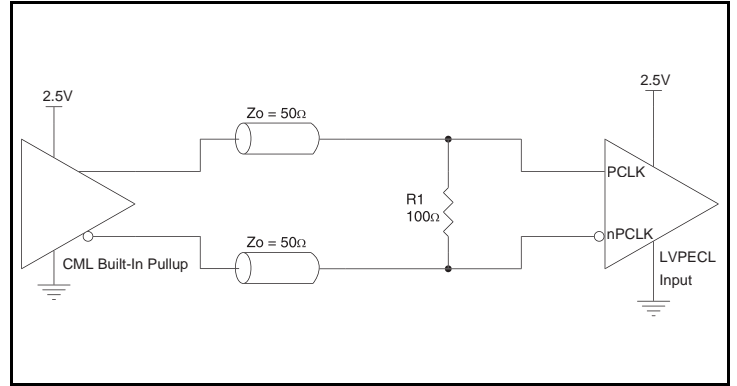 2.5V
2.5V
Zo = 50Ω
PCLK
R1
100Ω
nPCLK
Zo = 50Ω
CML Built-In Pullup
LVPECL
Input